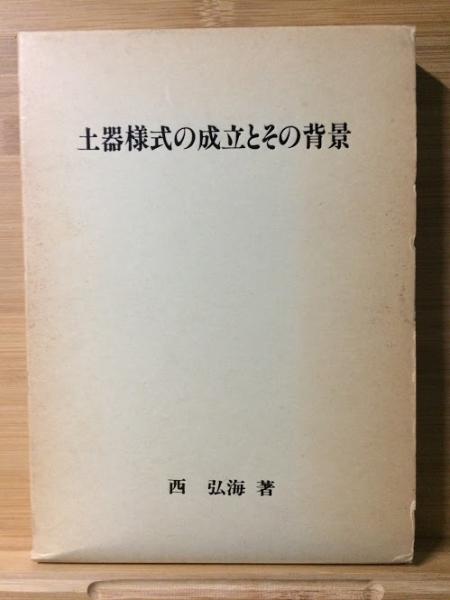 土器様式の成立とその背景
西 弘海 著